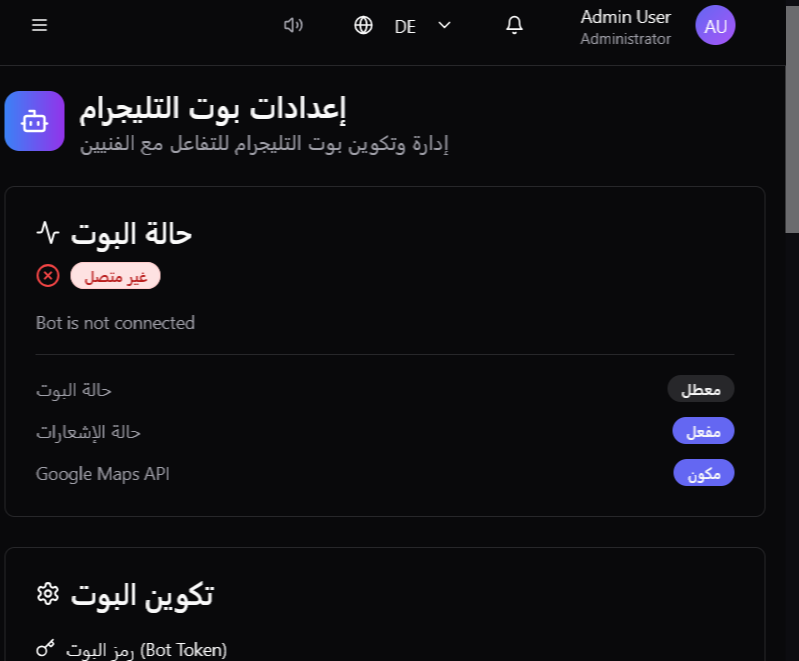 DE
Admin User
Administrator
AU
إعدادات بوت التليجرام
إدارة وتكوين بوت التليجرام للتفاعل مع الفنيين
حالة البوت
غير متصل
Bot is not connected
حالة البوت معطل
حالة الإشعارات مفعل
Google Maps API مكون
تكوين البوت
رمز البوت (Bot Token)